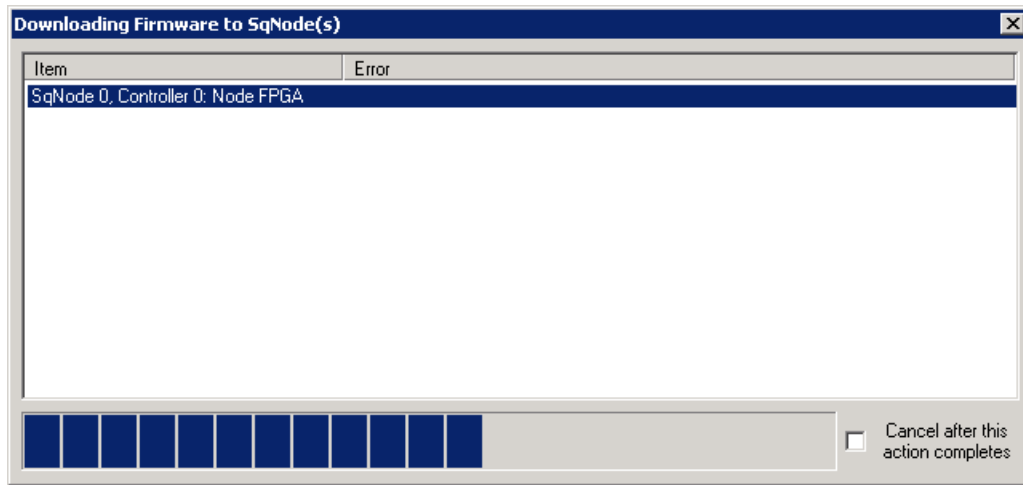 Downloading Firmware to SqNode(s)
Item Error
SqNode 0, Controller 0: Node FPGA
Cancel after this
action completes